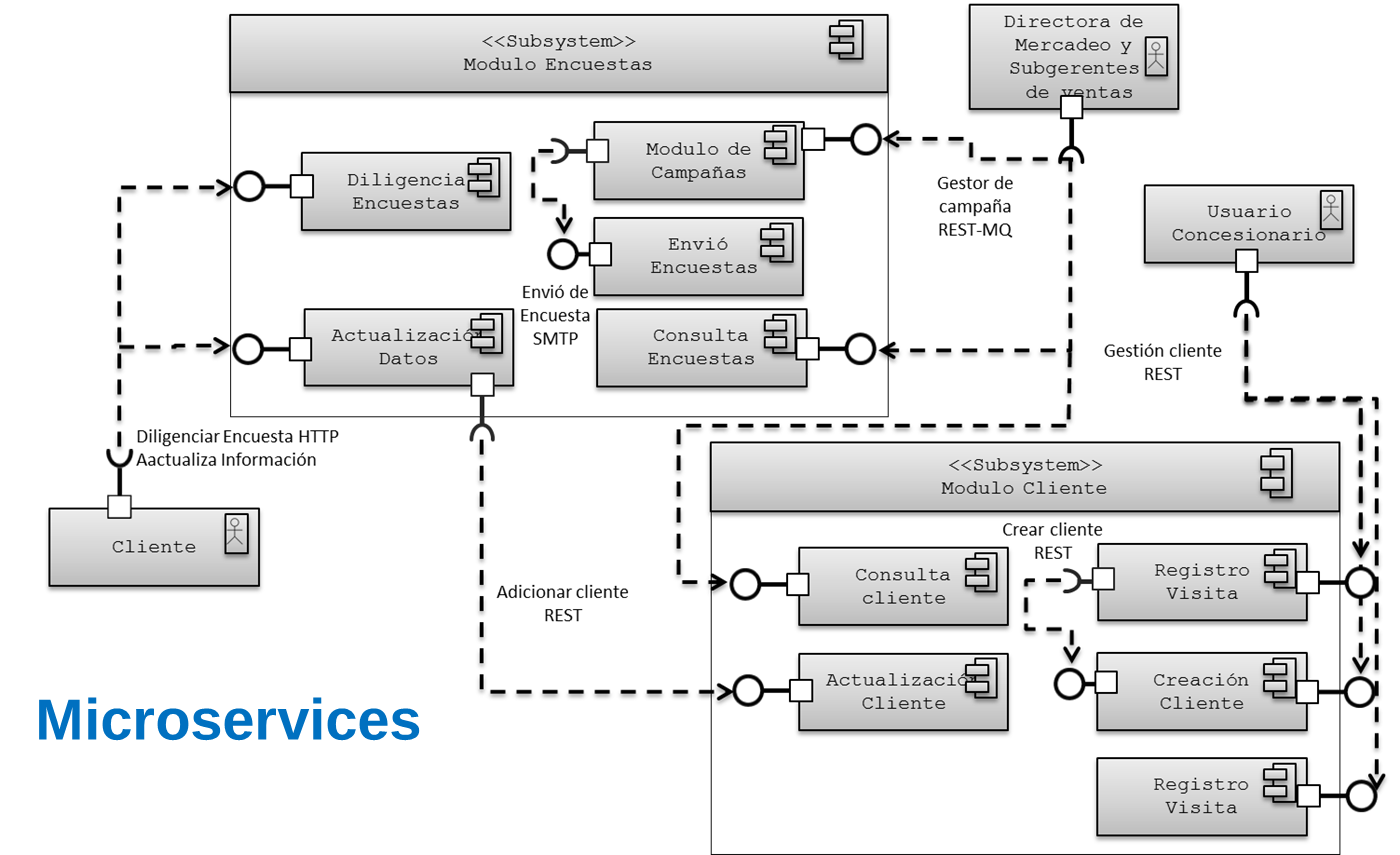 <<Subsystem>>
Modulo Encuestas
Directora de
Mercadeo y
Subgerentes
de ventas
Diligencia
Encuestas
Modulo de
Campañas
Envió
Encuestas
Envió de
Encuesta
SMTP
Actualización
Datos
Consulta
Encuestas
Gestor de
campaña
REST-MQ
Usuario
Concesionario
Gestión cliente
REST
Diligenciar Encuesta HTTP
Aactualiza Información
Cliente
Adicionar cliente
REST
<<Subsystem>>
Modulo Cliente
Crear cliente
REST
Consulta
cliente
Registro
Visita
Actualización
Cliente
Creación
Cliente
Registro
Visita
Microservices